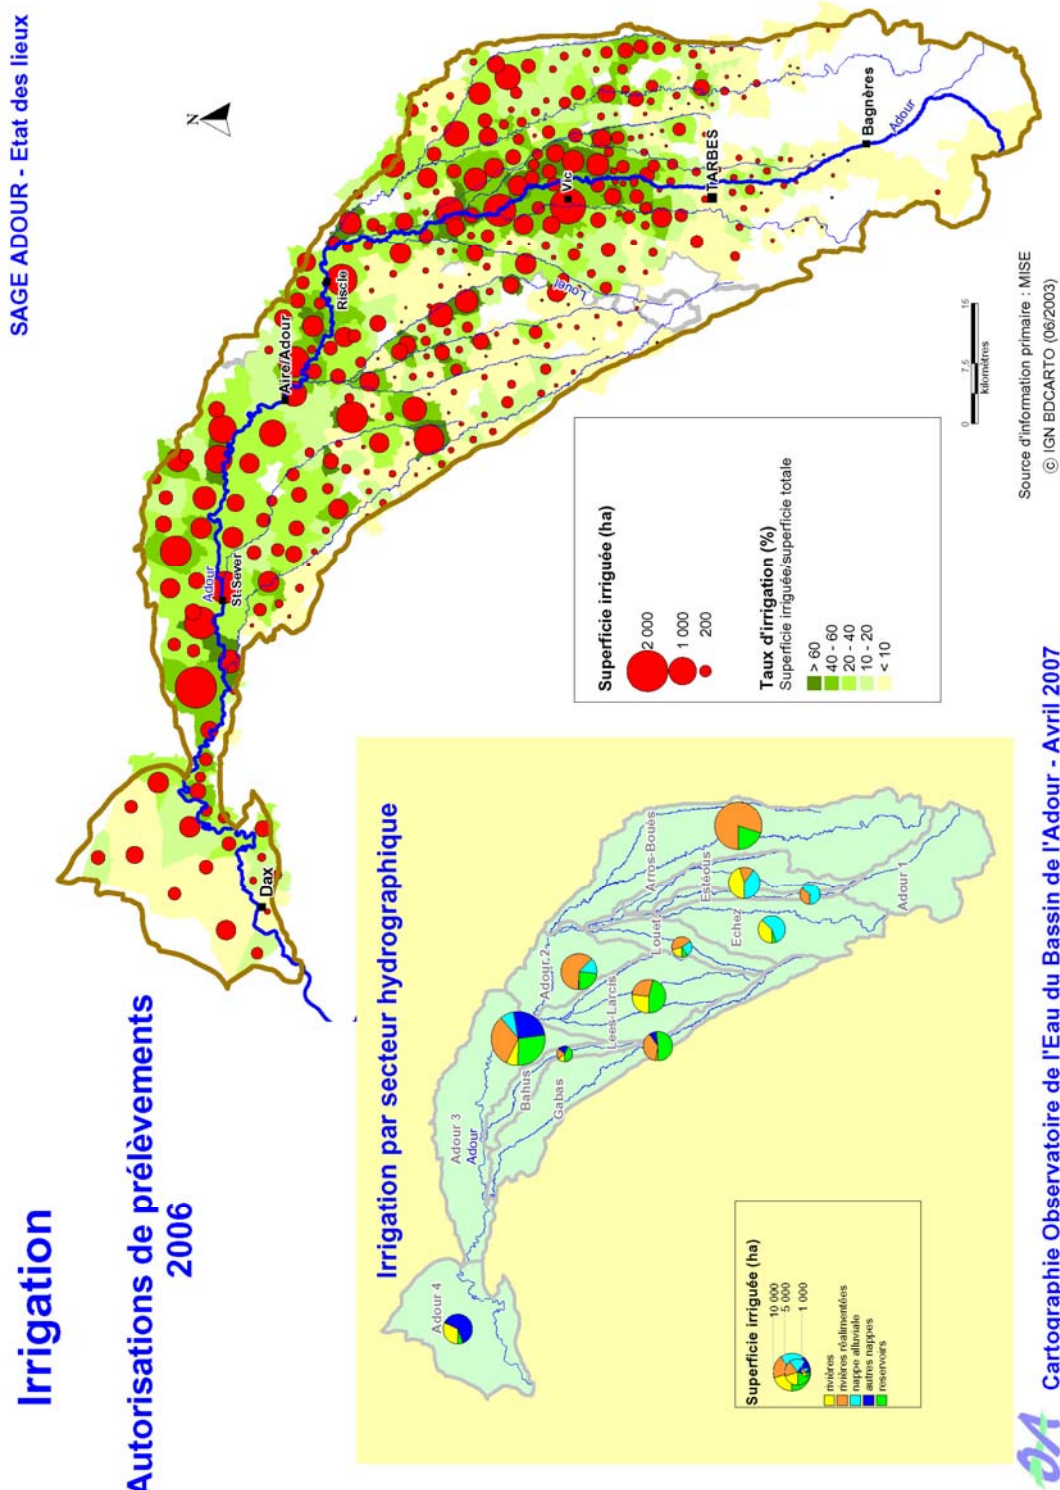 SAGE ADOUR - Etat des lieux
Irrigation
Autorisations de prélèvements
2006
N
Adour
St-Sever
Aire/Adour
Riscle
Louet
Vic
TARBES
Bagnères
Adour
Dax
Superficie irriguée (ha)
2 000
1 000
200
Taux d'irrigation (%)
Superficie irriguée/superficie totale
> 60
40 - 60
20 - 40
10 - 20
< 10
0 7.5 15
kilomètres
Source d'information primaire : MISE
© IGN BDCARTO (06/2003)
Irrigation par secteur hydrographique
Adour 4
Adour 3
Adour
Bahus
Gabas
Adour 2
Lees-Larcis
Louet
Arros-Bouès
Estéous
Echez
Adour 1
Superficie irriguée (ha)
10 000
5 000
1 000
rivières
rivières réalimentées
nappe alluviale
autres nappes
reservoirs
Cartographie Observatoire de l'Eau du Bassin de l'Adour - Avril 2007